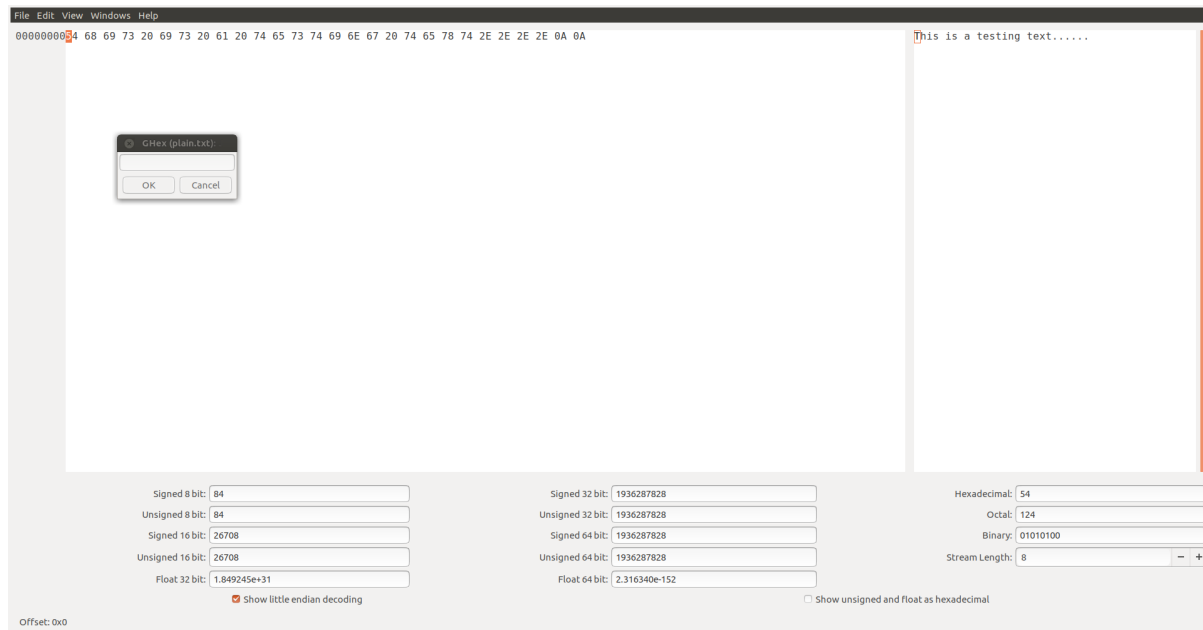 File Edit View Windows Help
00000000 54 68 69 73 20 69 73 20 61 20 74 65 73 74 69 6E 67 20 74 65 78 74 2E 2E 2E 2E 0A 0A This is a testing text......
GHex (plain.txt):
OK Cancel
Signed 8 bit: 84 Signed 32 bit: 1936287828 Hexadecimal: 54
Unsigned 8 bit: 84 Unsigned 32 bit: 1936287828 Octal: 124
Signed 16 bit: 26708 Signed 64 bit: 1936287828 Binary: 01010100
Unsigned 16 bit: 26708 Unsigned 64 bit: 1936287828 Stream Length: 8 − +
Float 32 bit: 1.849245e+31 Float 64 bit: 2.316340e-152
Show little endian decoding Show unsigned and float as hexadecimal
Offset: 0x0